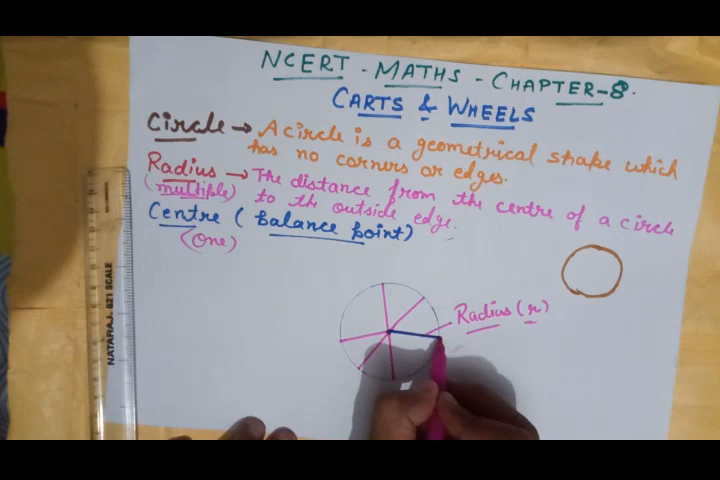 NCERT - MATHS - CHAPTER-8.
CARTS & WHEELS
Circle → A circle is a geometrical shape which
has no corners or edges.
Radius → The distance from the centre of a circle
(multiple) to the outside edge.
Centre (balance point)
(One)
Radius (r)
NATARAJ. 621 SCALE